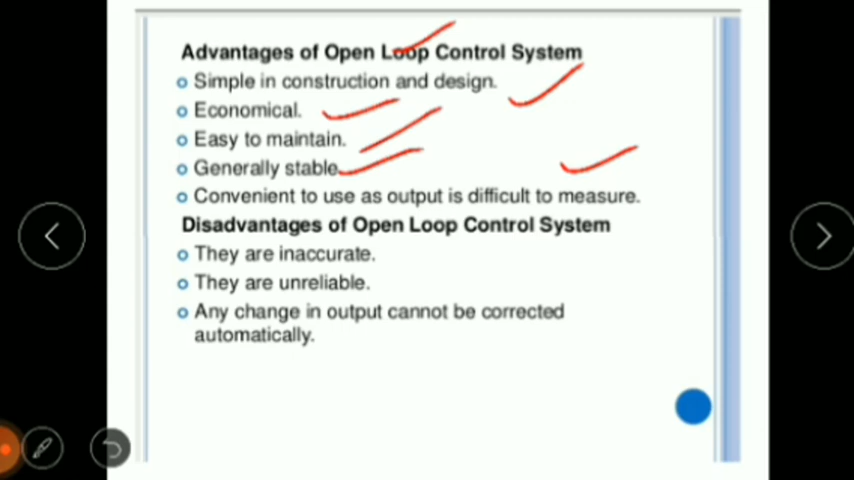 Advantages of Open Loop Control System
Simple in construction and design.
Economical.
Easy to maintain.
Generally stable.
Convenient to use as output is difficult to measure.
Disadvantages of Open Loop Control System
They are inaccurate.
They are unreliable.
Any change in output cannot be corrected
automatically.